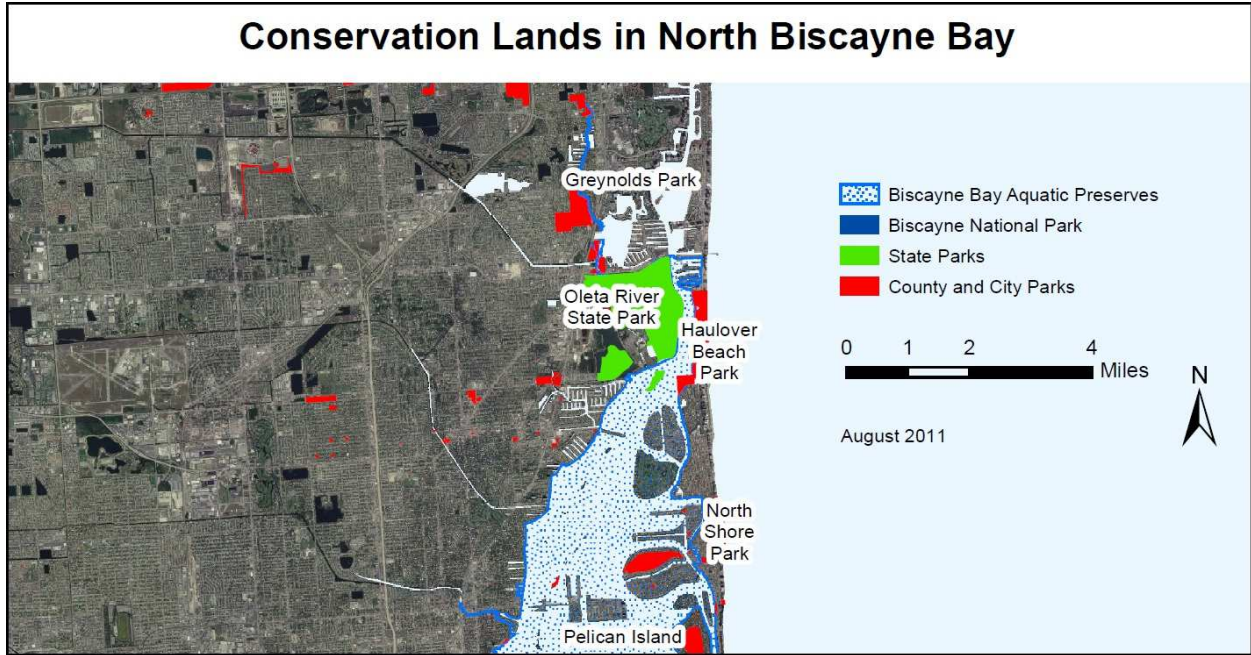 Conservation Lands in North Biscayne Bay
Greynolds Park
Oleta River
State Park
Haulover
Beach
Park
North
Shore
Park
Pelican Island
Biscayne Bay Aquatic Preserves
Biscayne National Park
State Parks
County and City Parks
0 1 2 4
Miles
N
August 2011